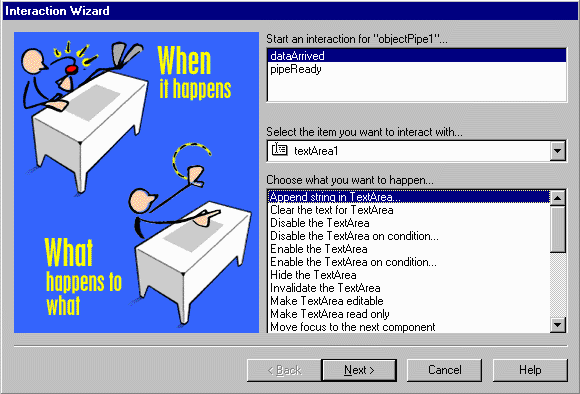 Interaction Wizard
When
it happens
What
happens to
what
Start an interaction for "objectPipe1"...
dataArrived
pipeReady
Select the item you want to interact with...
textArea1
Choose what you want to happen...
Append string in TextArea...
Clear the text for TextArea
Disable the TextArea
Disable the TextArea on condition...
Enable the TextArea
Enable the TextArea on condition...
Hide the TextArea
Invalidate the TextArea
Make TextArea editable
Make TextArea read only
Move focus to the next component
< Back
Next >
Cancel
Help